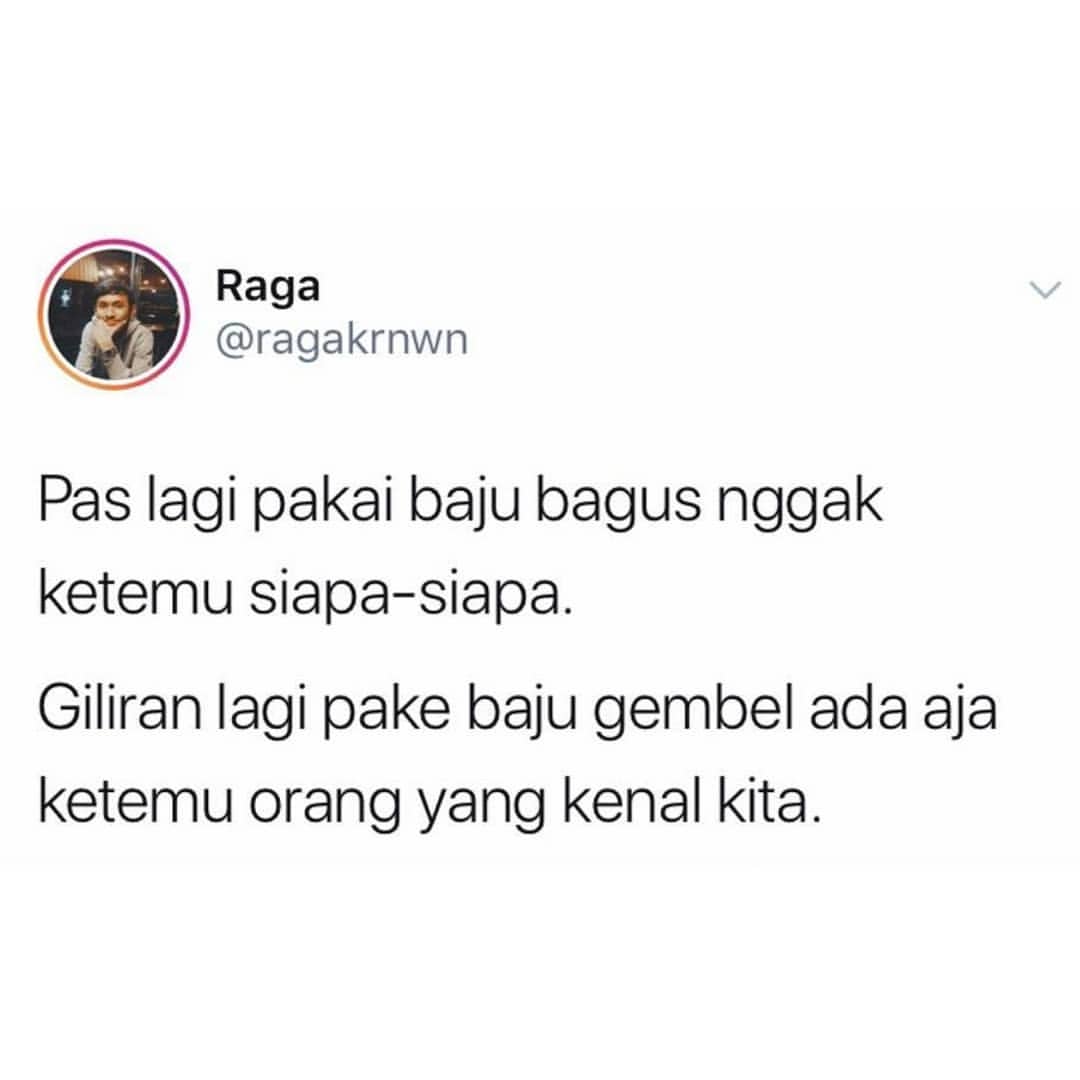 Raga
@ragakrnwn
Pas lagi pakai baju bagus nggak
ketemu siapa-siapa.
Giliran lagi pake baju gembel ada aja
ketemu orang yang kenal kita.